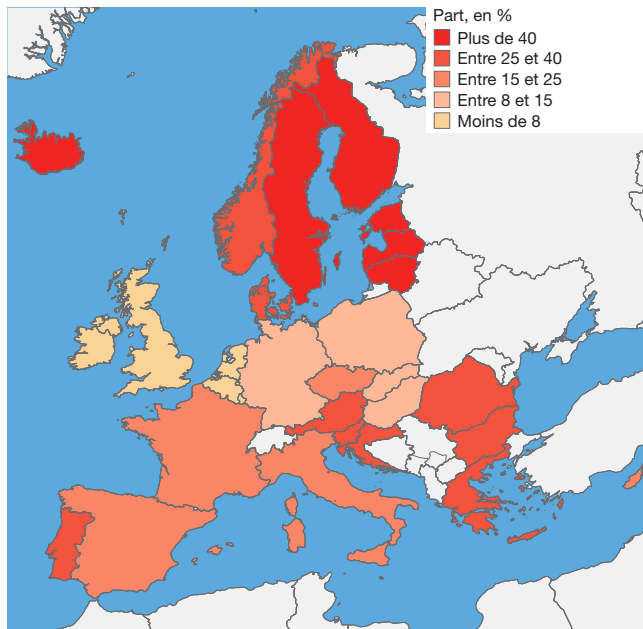 Part, en %
Plus de 40
Entre 25 et 40
Entre 15 et 25
Entre 8 et 15
Moins de 8